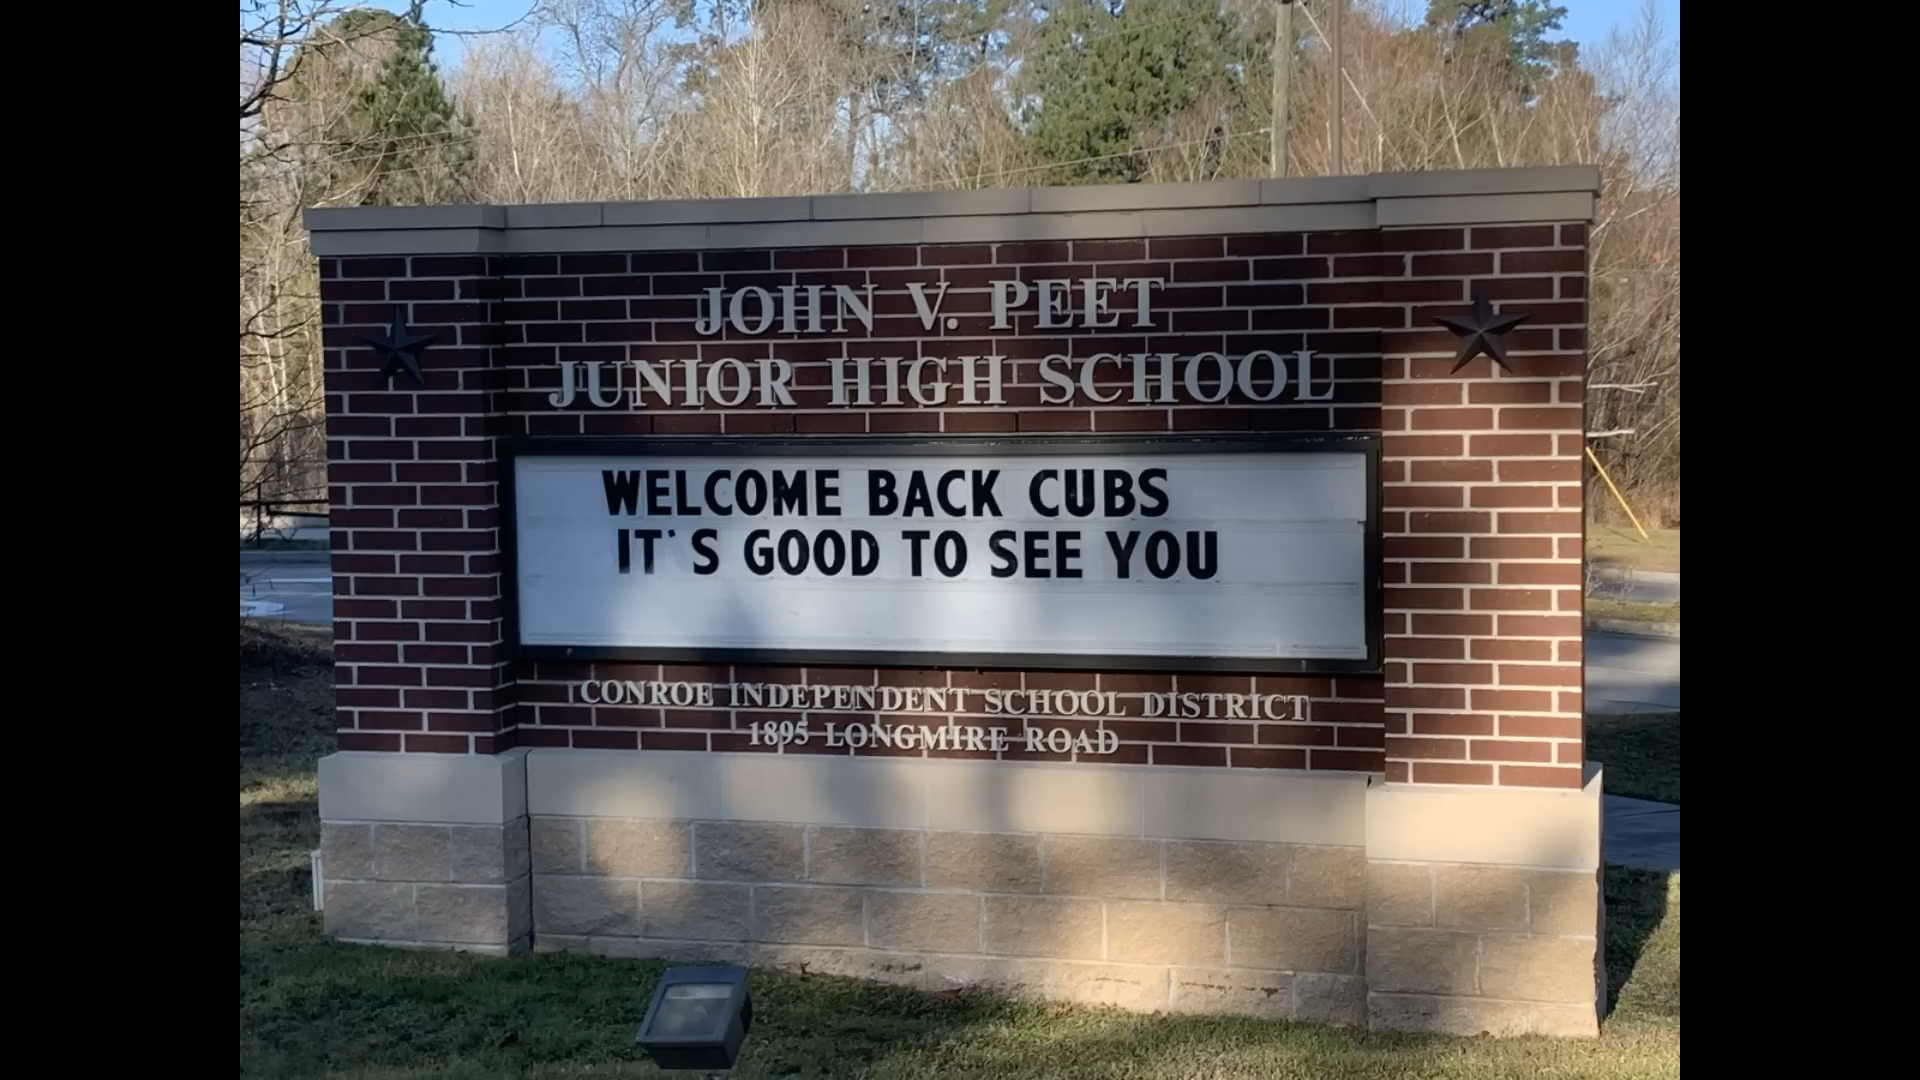 JOHN V. PEET
JUNIOR HIGH SCHOOL
WELCOME BACK CUBS
IT'S GOOD TO SEE YOU
CONROE INDEPENDENT SCHOOL DISTRICT
1895 LONGMIRE ROAD